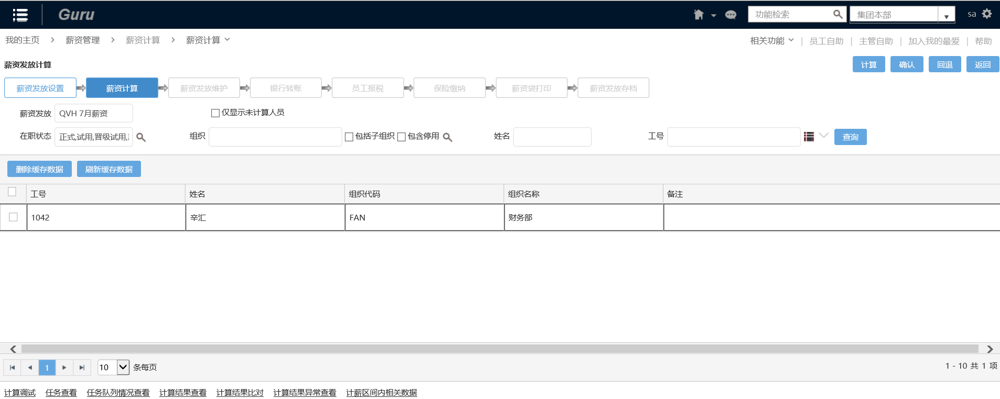 Guru 功能检索 集团本部 sa
我的主页 > 薪资管理 > 薪资计算 > 薪资计算 相关功能 | 员工自助 | 主管自助 | 加入我的最爱 | 帮助
薪资发放计算 计算 确认 回退 返回
薪资发放设置 薪资计算 薪资发放维护 银行转账 员工报税 保险缴纳 薪资袋打印 薪资发放存档
薪资发放 QVH 7月薪资 仅显示未计算人员
在职状态 正式,试用,晋级试用, 组织 包括子组织 包含停用 姓名 工号 查询
删除缓存数据 刷新缓存数据
工号 姓名 组织代码 组织名称 备注
1042 辛汇 FAN 财务部
1 10 条每页 1 - 10 共 1 项
计算调试 任务查看 任务队列情况查看 计算结果查看 计算结果比对 计算结果异常查看 计薪区间内相关数据